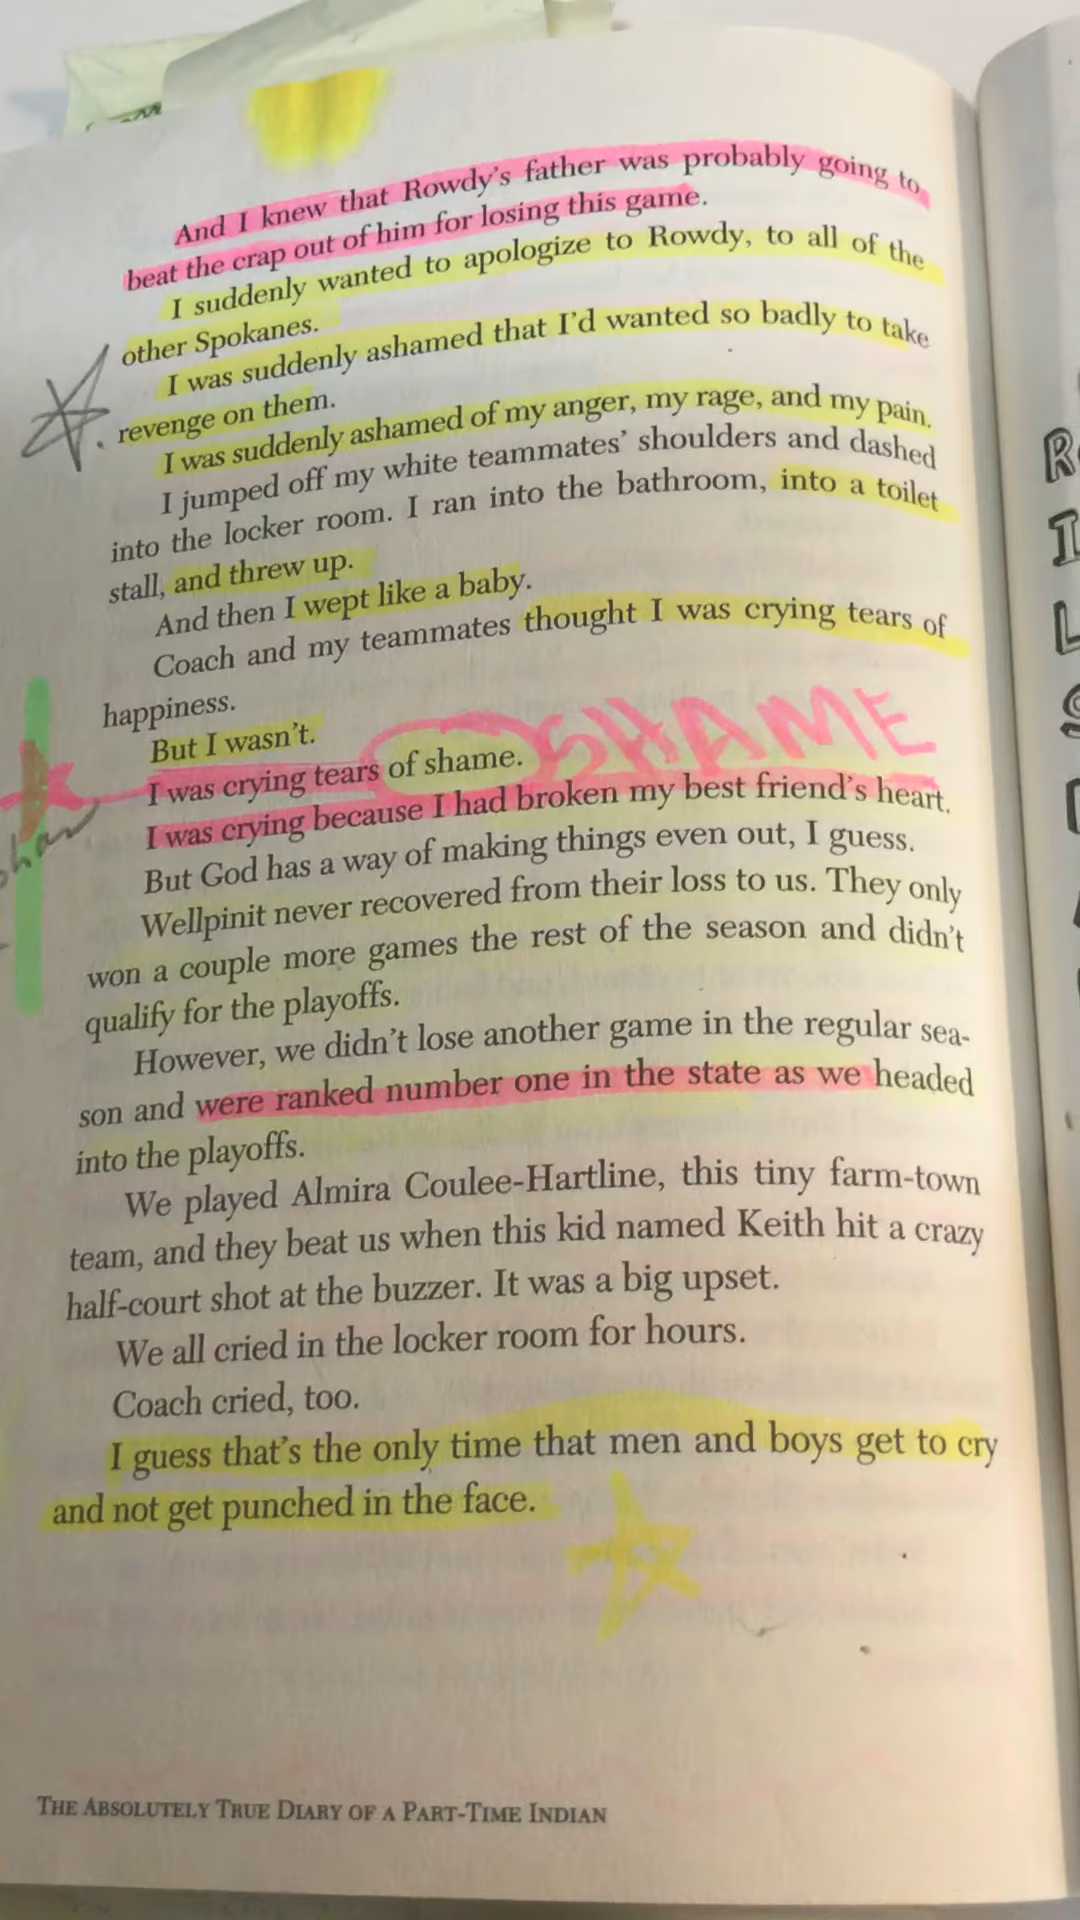 And I knew that Rowdy's father was probably going to
beat the crap out of him for losing this game.
I suddenly wanted to apologize to Rowdy, to all of the
other Spokanes.
I was suddenly ashamed that I'd wanted so badly to take
revenge on them.
I was suddenly ashamed of my anger, my rage, and my pain.
I jumped off my white teammates' shoulders and dashed
into the locker room. I ran into the bathroom, into a toilet
stall, and threw up.
And then I wept like a baby.
Coach and my teammates thought I was crying tears of
happiness.
But I wasn't.
SHAME
I was crying tears of shame.
I was crying because I had broken my best friend's heart.
But God has a way of making things even out, I guess.
Wellpinit never recovered from their loss to us. They only
won a couple more games the rest of the season and didn't
qualify for the playoffs.
However, we didn't lose another game in the regular sea-
son and were ranked number one in the state as we headed
into the playoffs.
We played Almira Coulee-Hartline, this tiny farm-town
team, and they beat us when this kid named Keith hit a crazy
half-court shot at the buzzer. It was a big upset.
We all cried in the locker room for hours.
Coach cried, too.
I guess that's the only time that men and boys get to cry
and not get punched in the face.
THE ABSOLUTELY TRUE DIARY OF A PART-TIME INDIAN